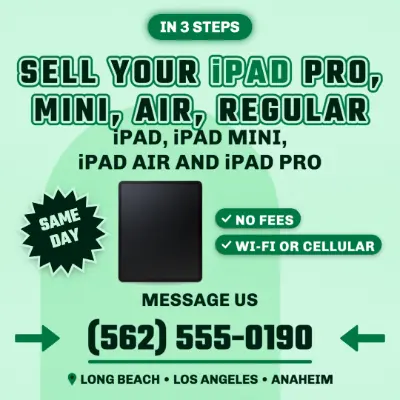 IN 3 STEPS
SELL YOUR iPAD PRO,
MINI, AIR, REGULAR
iPAD, iPAD MINI,
iPAD AIR AND iPAD PRO
SAME
DAY
✓ NO FEES
✓ WI-FI OR CELLULAR
MESSAGE US
(562) 555-0190
LONG BEACH • LOS ANGELES • ANAHEIM